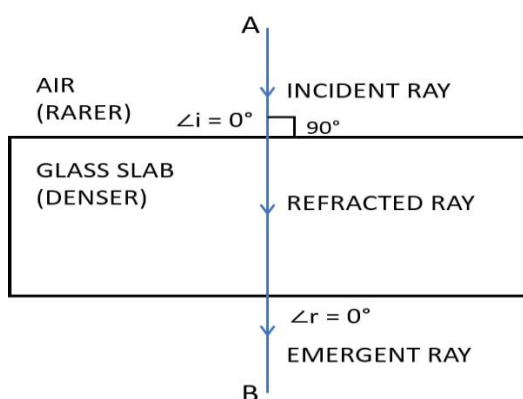 A
AIR
(RARER)
INCIDENT RAY
∠i = 0°
90°
GLASS SLAB
(DENSER)
REFRACTED RAY
∠r = 0°
EMERGENT RAY
B